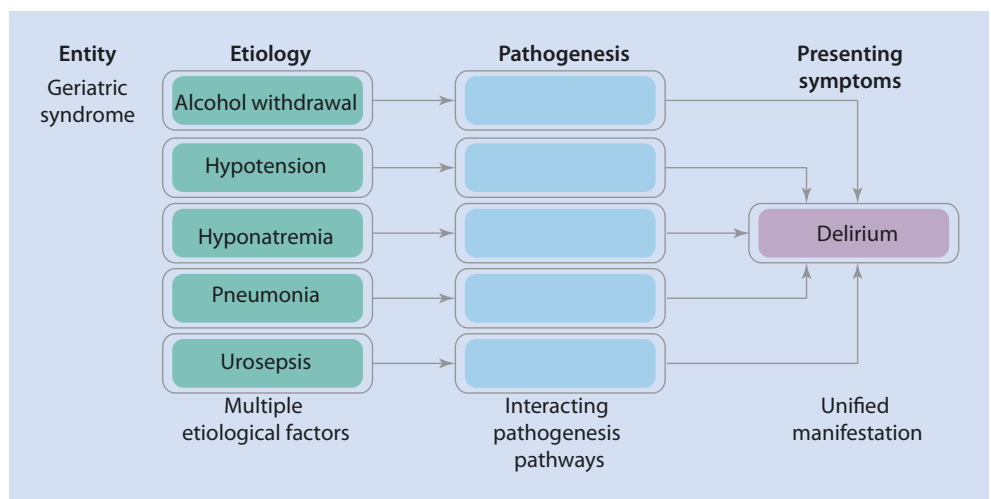 Entity
Etiology
Pathogenesis
Presenting
symptoms
Geriatric
syndrome
Alcohol withdrawal
Hypotension
Hyponatremia
Delirium
Pneumonia
Urosepsis
Multiple
etiological factors
Interacting
pathogenesis
pathways
Unified
manifestation